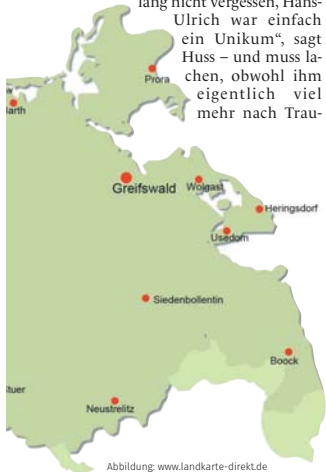 lang nicht vergessen, Hans-
Ulrich war einfach
ein Unikum“, sagt
Huss – und muss la-
chen, obwohl ihm
eigentlich viel
mehr nach Trau-
Prora
Barth
Greifswald
Wolgast
Heringsdorf
Usedom
Siedenbollentin
Boock
Neustrelitz
Abbildung: www.landkarte-direkt.de